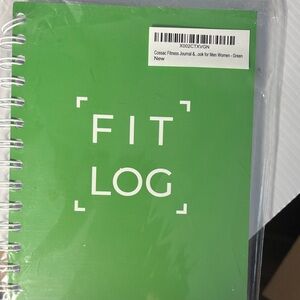 X002CTXVGN
Cossac Fitness Journal &...ook for Men Women - Green
New
FIT
LOG